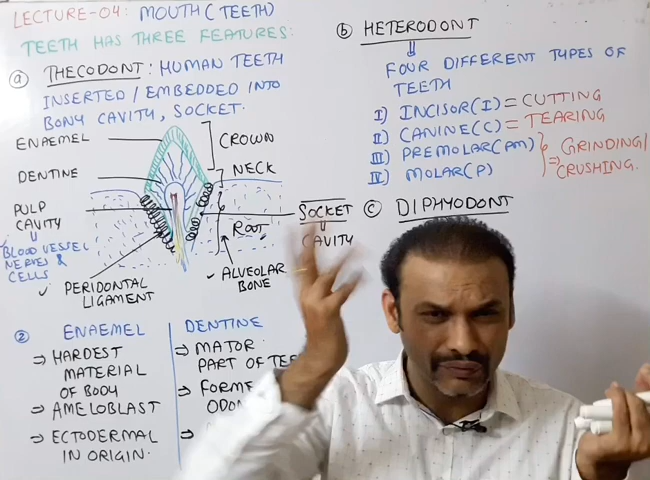 LECTURE-04: MOUTH (TEETH)
TEETH HAS THREE FEATURES:
ⓐ THECODONT: HUMAN TEETH
INSERTED / EMBEDDED INTO
BONY CAVITY, SOCKET.
ENAEMEL
CROWN
DENTINE
NECK
PULP
CAVITY
⇓
BLOOD VESSEL
NERVES &
CELLS
ROOT
SOCKET
⇓
CAVITY
✓ PERIDONTAL
LIGAMENT
✓ ALVEOLAR
BONE
② ENAEMEL
⇒ HARDEST
MATERIAL
OF BODY
⇒ AMELOBLAST
⇒ ECTODERMAL
IN ORIGIN.
DENTINE
⇒ MATOR
PART OF TEE
⇒ FORME
ODON
⇒
ⓑ HETERODONT
⇓
FOUR DIFFERENT TYPES OF
TEETH
I) INCISOR(I) = CUTTING
II) CANINE(C) = TEARING
III) PREMOLAR(PM)
IV) MOLAR(P)
⇒ GRINDING/
CRUSHING.
ⓒ DIPHYODONT